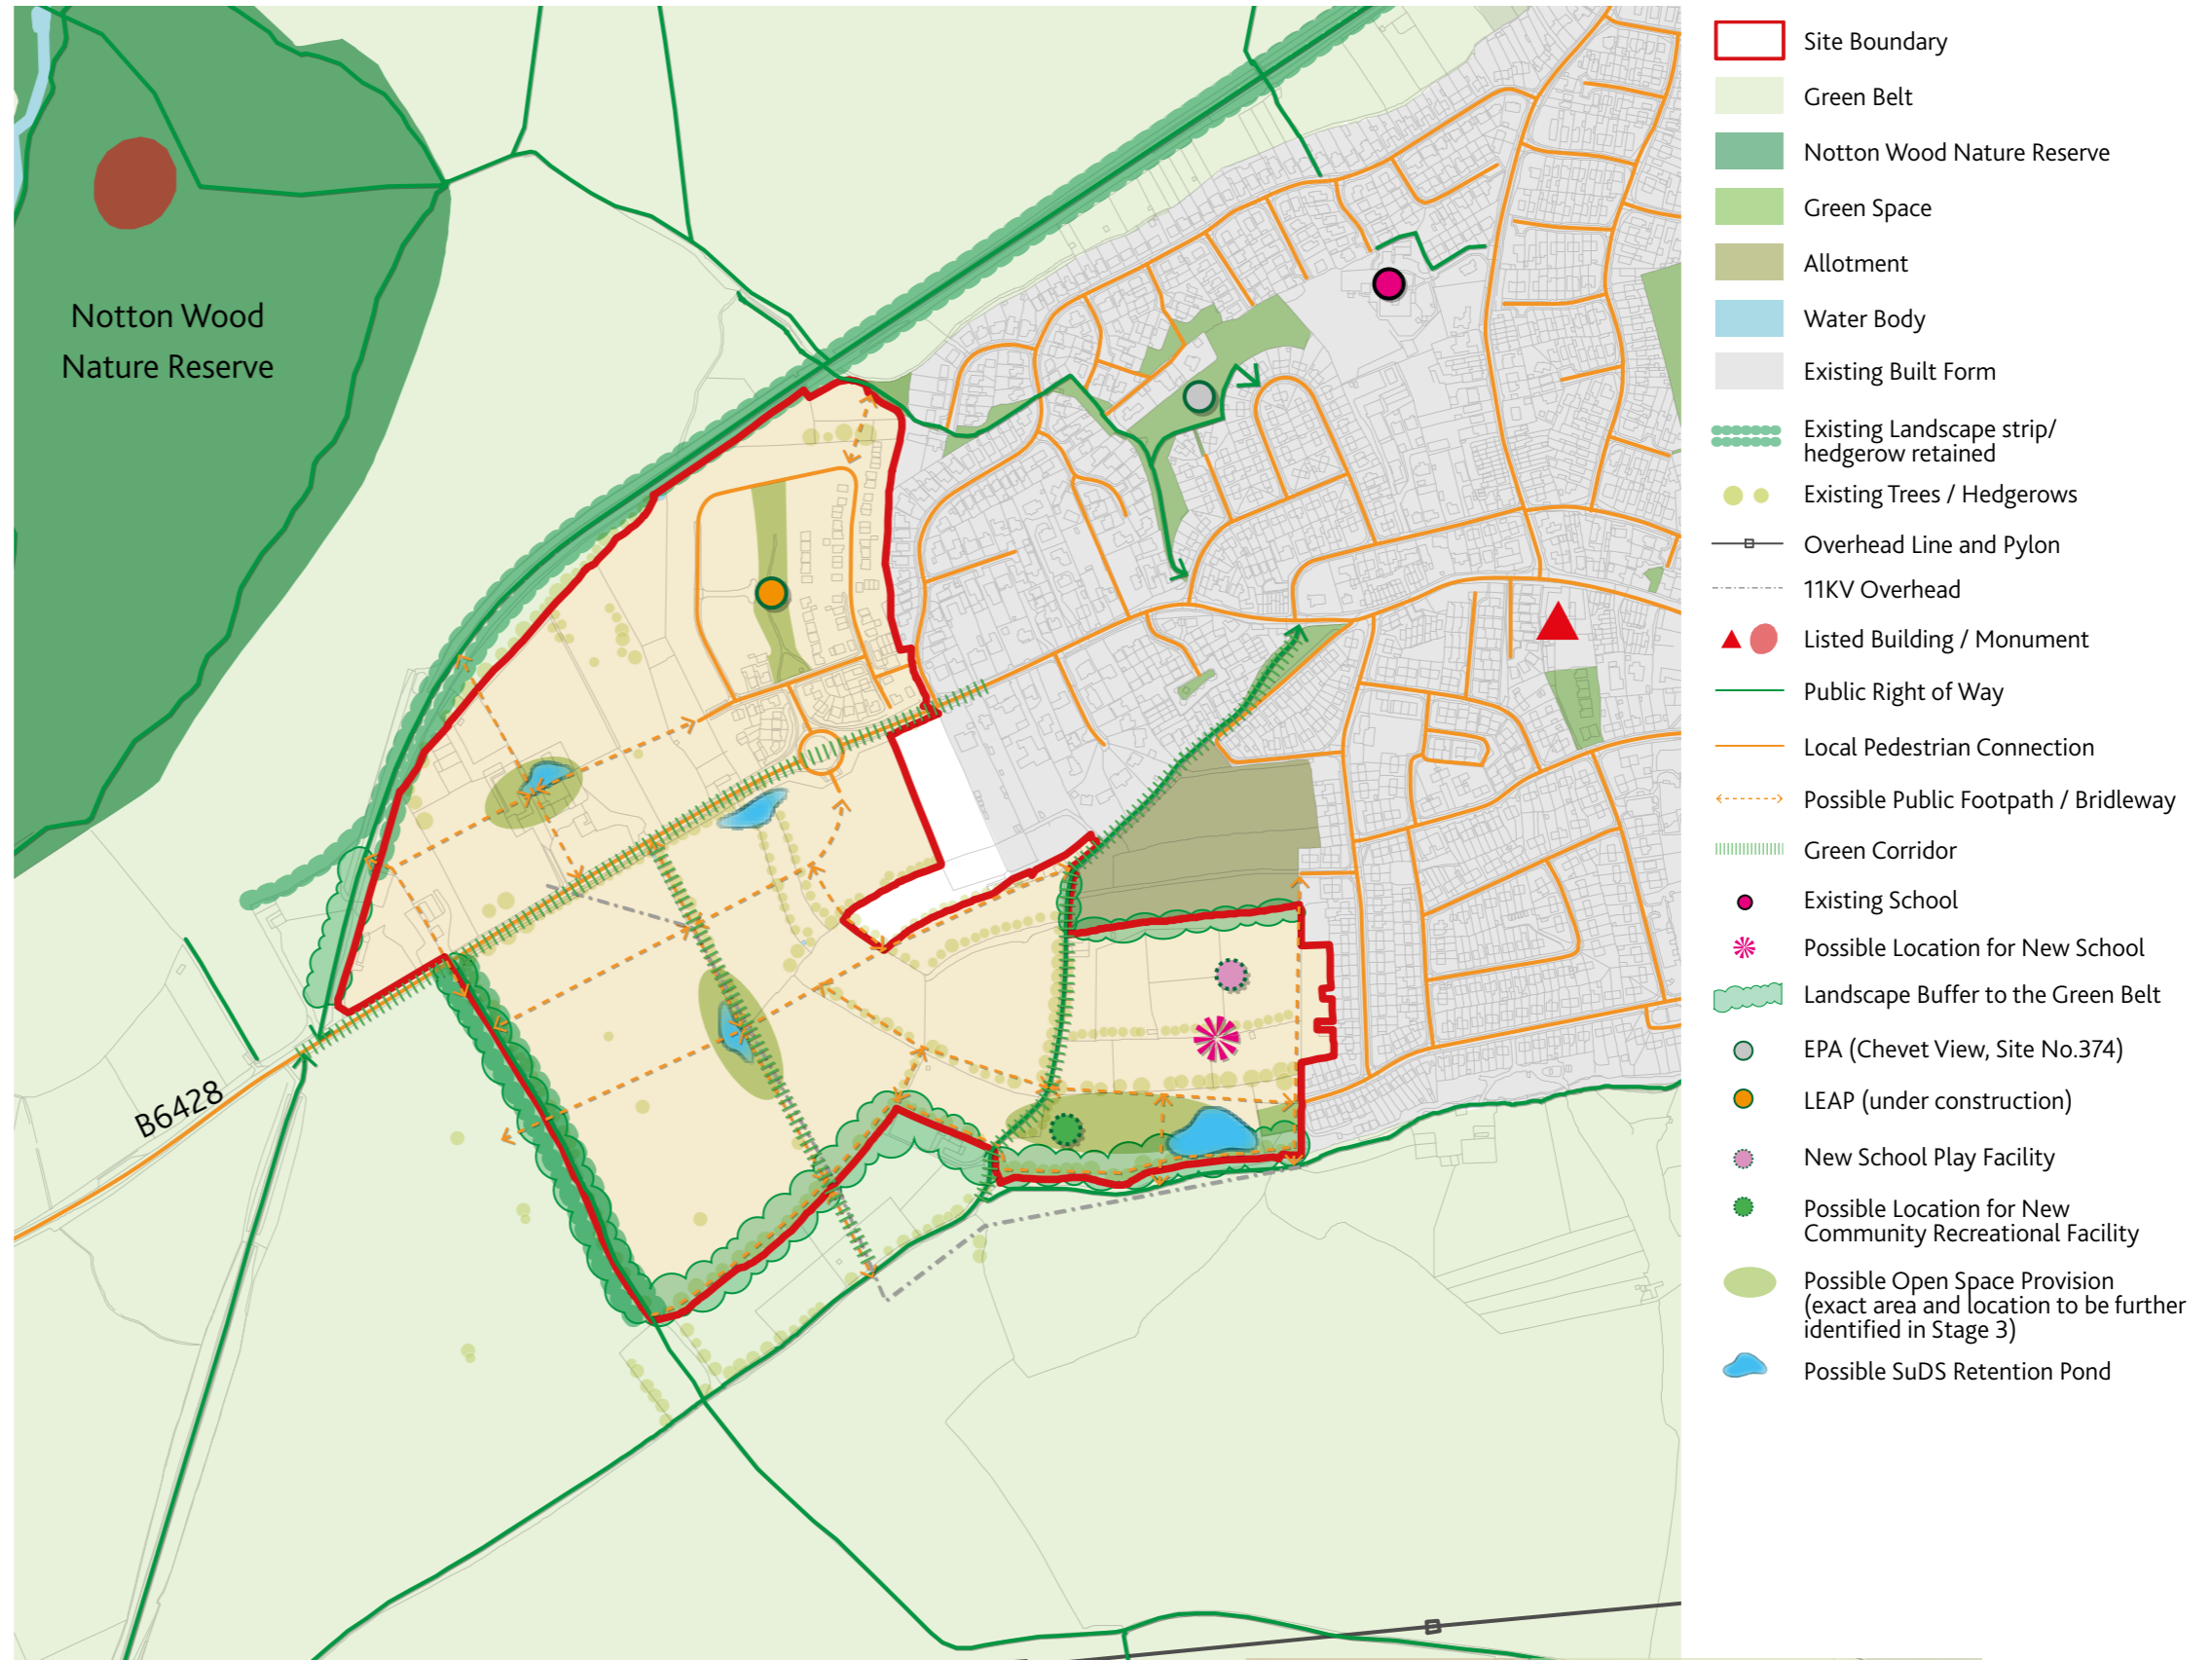 Notton Wood
Nature Reserve
B6428
Site Boundary
Green Belt
Notton Wood Nature Reserve
Green Space
Allotment
Water Body
Existing Built Form
Existing Landscape strip/
hedgerow retained
Existing Trees / Hedgerows
Overhead Line and Pylon
11KV Overhead
Listed Building / Monument
Public Right of Way
Local Pedestrian Connection
Possible Public Footpath / Bridleway
Green Corridor
Existing School
Possible Location for New School
Landscape Buffer to the Green Belt
EPA (Chevet View, Site No.374)
LEAP (under construction)
New School Play Facility
Possible Location for New
Community Recreational Facility
Possible Open Space Provision
(exact area and location to be further
identified in Stage 3)
Possible SuDS Retention Pond